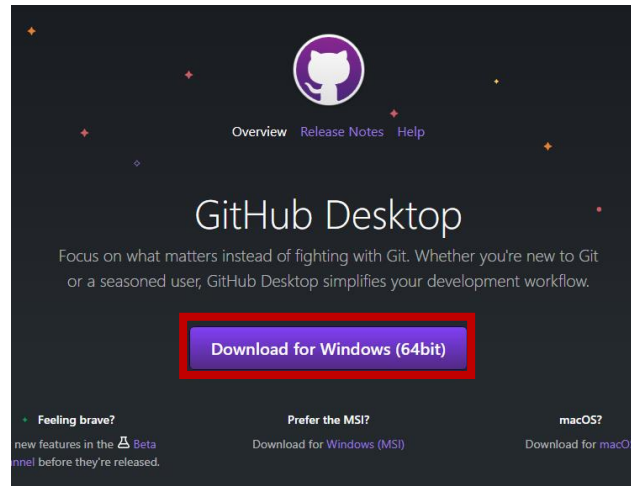 Overview Release Notes Help
GitHub Desktop
Focus on what matters instead of fighting with Git. Whether you're new to Git
or a seasoned user, GitHub Desktop simplifies your development workflow.
Download for Windows (64bit)
Feeling brave?
new features in the Beta
nnel before they're released.
Prefer the MSI?
Download for Windows (MSI)
macOS?
Download for macO